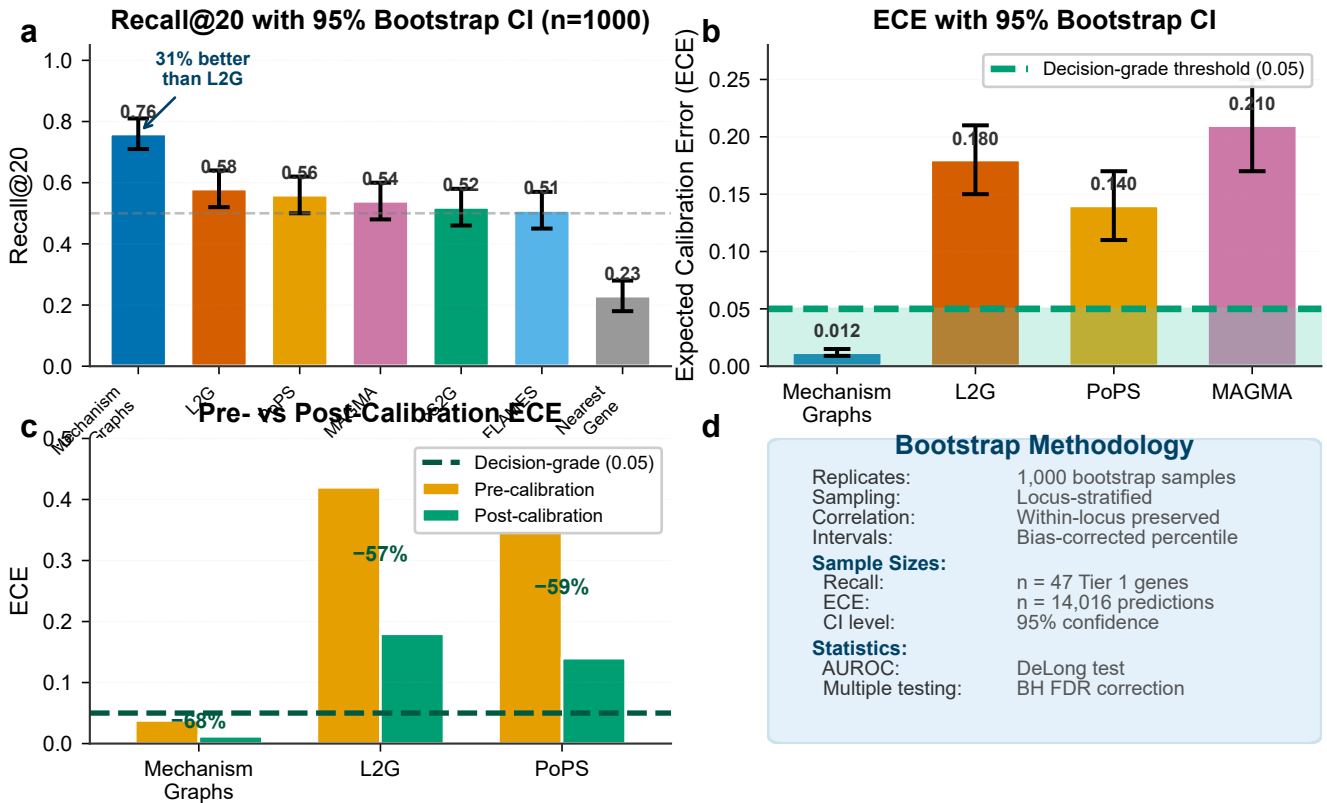 a
Recall@20 with 95% Bootstrap CI (n=1000)
Recall@20
1.0
0.8
0.6
0.4
0.2
0.0
31% better
than L2G
0.76
0.58
0.56
0.54
0.52
0.51
0.23
Mechanism
Graphs
L2G
PoPS
MAGMA
FLAMES
Nearest
Gene
b
ECE with 95% Bootstrap CI
Expected Calibration Error (ECE)
0.25
0.20
0.15
0.10
0.05
0.00
Decision-grade threshold (0.05)
0.012
0.180
0.140
0.210
Mechanism
Graphs
L2G
PoPS
MAGMA
c
Pre- vs Post-Calibration ECE
ECE
0.5
0.4
0.3
0.2
0.1
0.0
Decision-grade (0.05)
Pre-calibration
Post-calibration
−68%
−57%
−59%
Mechanism
Graphs
L2G
PoPS
d
Bootstrap Methodology
Replicates: 1,000 bootstrap samples
Sampling: Locus-stratified
Correlation: Within-locus preserved
Intervals: Bias-corrected percentile
Sample Sizes:
Recall: n = 47 Tier 1 genes
ECE: n = 14,016 predictions
CI level: 95% confidence
Statistics:
AUROC: DeLong test
Multiple testing: BH FDR correction